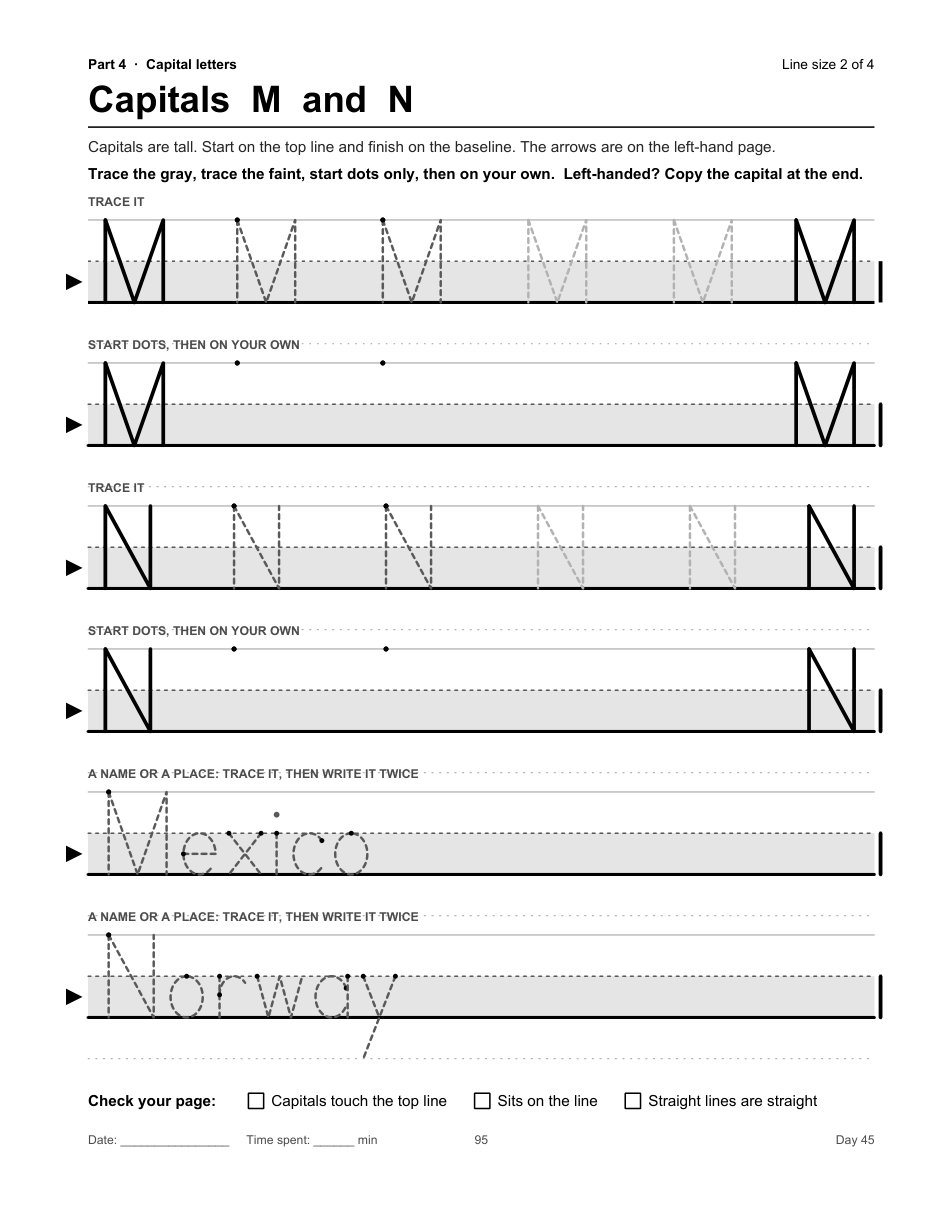 Part 4 · Capital letters
Line size 2 of 4
Capitals M and N
Capitals are tall. Start on the top line and finish on the baseline. The arrows are on the left-hand page.
Trace the gray, trace the faint, start dots only, then on your own. Left-handed? Copy the capital at the end.
TRACE IT
M M M M M M
START DOTS, THEN ON YOUR OWN
M M
TRACE IT
N N N N N N
START DOTS, THEN ON YOUR OWN
N N
A NAME OR A PLACE: TRACE IT, THEN WRITE IT TWICE
Mexico
A NAME OR A PLACE: TRACE IT, THEN WRITE IT TWICE
Norway
Check your page: Capitals touch the top line Sits on the line Straight lines are straight
Date: ________________ Time spent: ______ min 95 Day 45